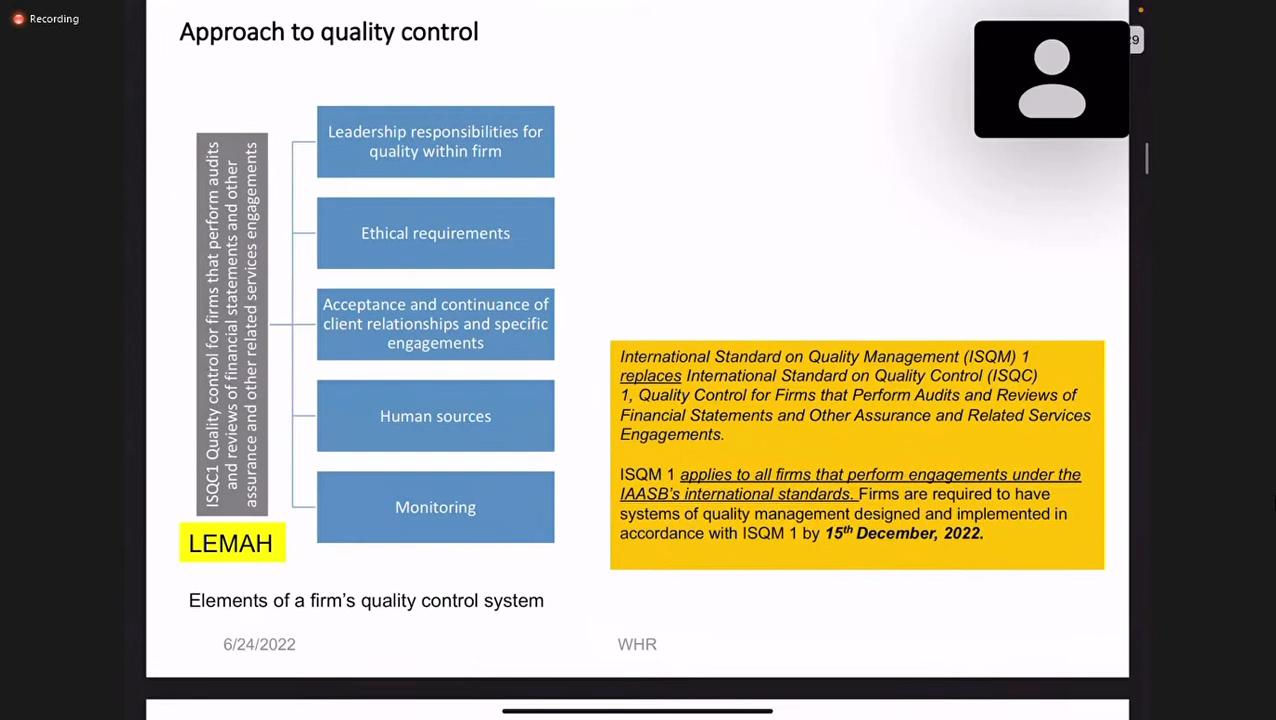 Recording
Approach to quality control
29
ISQC1 Quality control for firms that perform audits
and reviews of financial statements and other
assurance and other related services engagements
Leadership responsibilities for
quality within firm
Ethical requirements
Acceptance and continuance of
client relationships and specific
engagements
Human sources
Monitoring
LEMAH
Elements of a firm's quality control system
International Standard on Quality Management (ISQM) 1
replaces International Standard on Quality Control (ISQC)
1, Quality Control for Firms that Perform Audits and Reviews of
Financial Statements and Other Assurance and Related Services
Engagements.
ISQM 1 applies to all firms that perform engagements under the
IAASB's international standards. Firms are required to have
systems of quality management designed and implemented in
accordance with ISQM 1 by 15th December, 2022.
6/24/2022
WHR